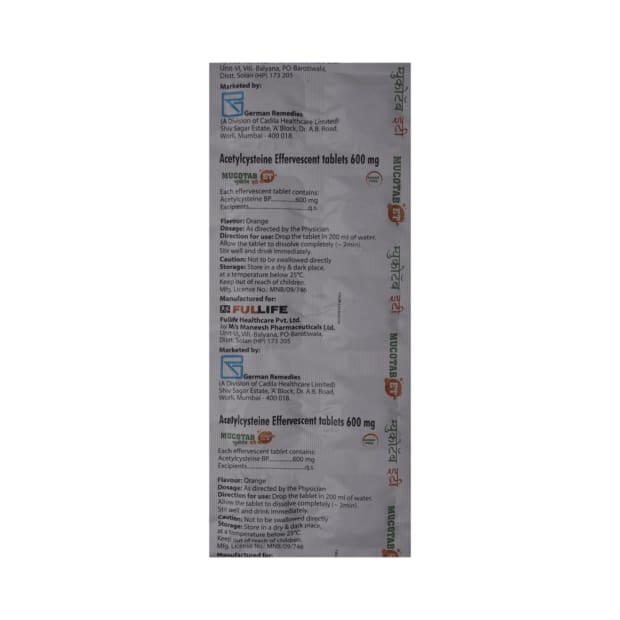 Unit-VI, Vill. Balyana, PO-Barotiwala,
Distt. Solan (HP) 173 205
Marketed by:
German Remedies
(A Division of Cadila Healthcare Limited)
Shiv Sagar Estate, 'A' Block, Dr. A.B. Road,
Worli, Mumbai - 400 018.
Acetylcysteine Effervescent tablets 600 mg
MUCOTAB ET
म्यूकोटॅब इटी
Each effervescent tablet contains:
Acetylcysteine BP..............600 mg
Excipients.......................q.s.
Flavour: Orange
Dosage: As directed by the Physician
Direction for use: Drop the tablet in 200 ml of water.
Allow the tablet to dissolve completely (~ 2min).
Stir well and drink immediately.
Caution: Not to be swallowed directly
Storage: Store in a dry & dark place,
at a temperature below 25°C.
Keep out of reach of children.
Mfg. License No.: MNB/09/746
Manufactured for:
FULLIFE
Fullife Healthcare Pvt. Ltd.
by M/s Maneesh Pharmaceuticals Ltd.
Unit-VI, Vill. Balyana, PO-Barotiwala,
Distt. Solan (HP) 173 205
Marketed by:
German Remedies
(A Division of Cadila Healthcare Limited)
Shiv Sagar Estate, 'A' Block, Dr. A.B. Road,
Worli, Mumbai - 400 018.
Acetylcysteine Effervescent tablets 600 mg
MUCOTAB ET
म्यूकोटॅब इटी
Each effervescent tablet contains:
Acetylcysteine BP..............600 mg
Excipients.......................q.s.
Flavour: Orange
Dosage: As directed by the Physician
Direction for use: Drop the tablet in 200 ml of water.
Allow the tablet to dissolve completely (~ 2min).
Stir well and drink immediately.
Caution: Not to be swallowed directly
Storage: Store in a dry & dark place,
at a temperature below 25°C.
Keep out of reach of children.
Mfg. License No.: MNB/09/746
Manufactured for:
म्यूकोटॅब इटी
MUCOTAB ET
म्यूकोटॅब इटी
MUCOTAB ET
म्यूकोटॅब इटी
MUCOTAB ET